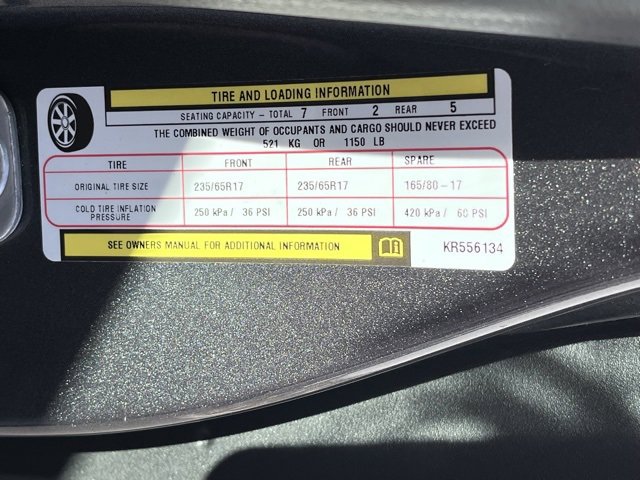 TIRE AND LOADING INFORMATION
SEATING CAPACITY - TOTAL 7 FRONT 2 REAR 5
THE COMBINED WEIGHT OF OCCUPANTS AND CARGO SHOULD NEVER EXCEED
521 KG OR 1150 LB
TIRE FRONT REAR SPARE
ORIGINAL TIRE SIZE 235/65R17 235/65R17 165/80-17
COLD TIRE INFLATION PRESSURE 250 kPa / 36 PSI 250 kPa / 36 PSI 420 kPa / 60 PSI
SEE OWNERS MANUAL FOR ADDITIONAL INFORMATION KR556134